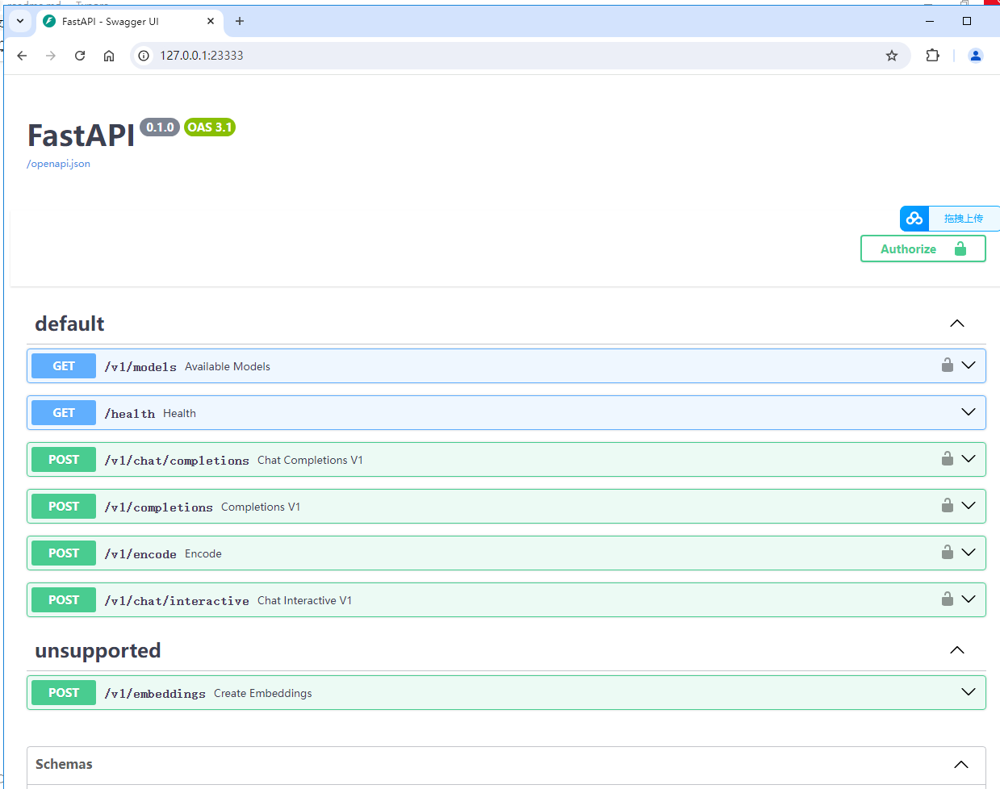 FastAPI - Swagger UI
127.0.0.1:23333
FastAPI 0.1.0 OAS 3.1
/openapi.json
拖拽上传
Authorize
default
GET /v1/models Available Models
GET /health Health
POST /v1/chat/completions Chat Completions V1
POST /v1/completions Completions V1
POST /v1/encode Encode
POST /v1/chat/interactive Chat Interactive V1
unsupported
POST /v1/embeddings Create Embeddings
Schemas